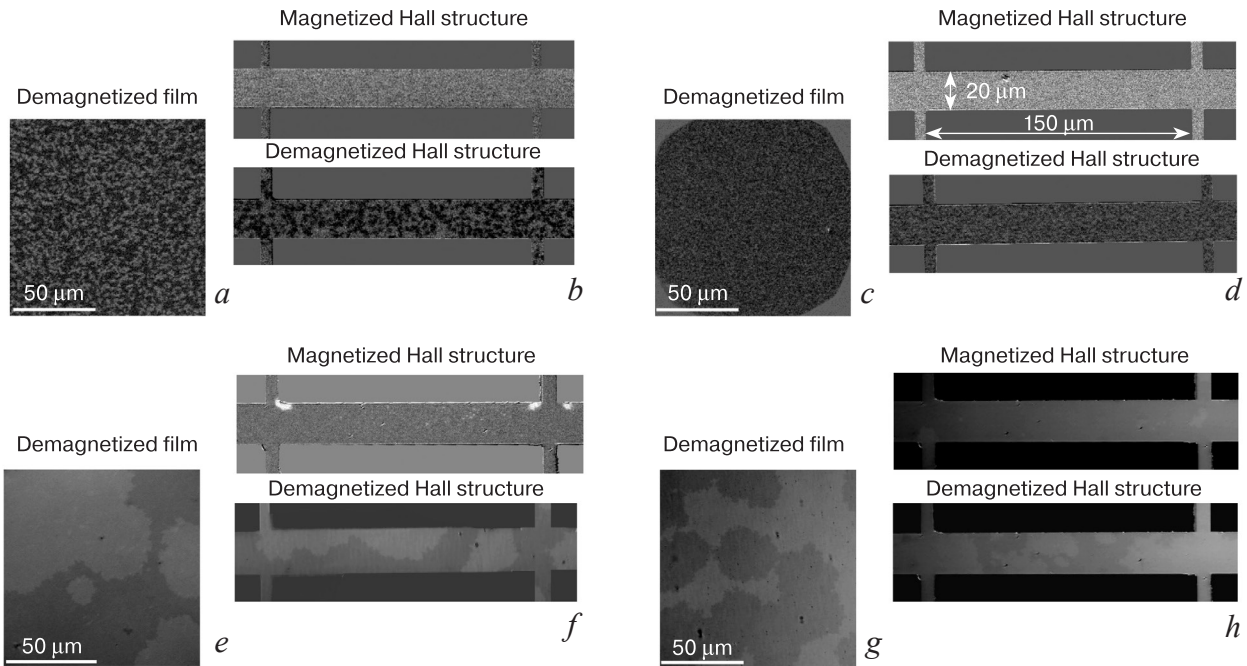 Magnetized Hall structure
Demagnetized film
Demagnetized Hall structure
50 μm
a
b
Magnetized Hall structure
Demagnetized film
20 μm
150 μm
Demagnetized Hall structure
50 μm
c
d
Magnetized Hall structure
Demagnetized film
Demagnetized Hall structure
50 μm
e
f
Magnetized Hall structure
Demagnetized film
Demagnetized Hall structure
50 μm
g
h